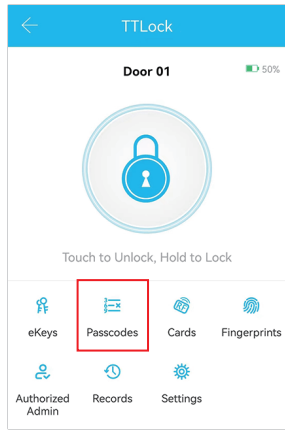 TTLock
Door 01
50%
Touch to Unlock, Hold to Lock
eKeys
Passcodes
Cards
Fingerprints
Authorized
Admin
Records
Settings